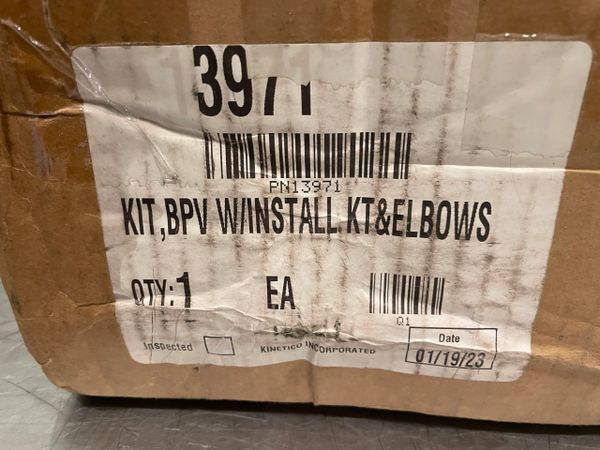 3971
PN13971
KIT,BPV W/INSTALL KT&ELBOWS
QTY: 1 EA
Q1
Inspected
KINETICO INCORPORATED
Date
01/19/23